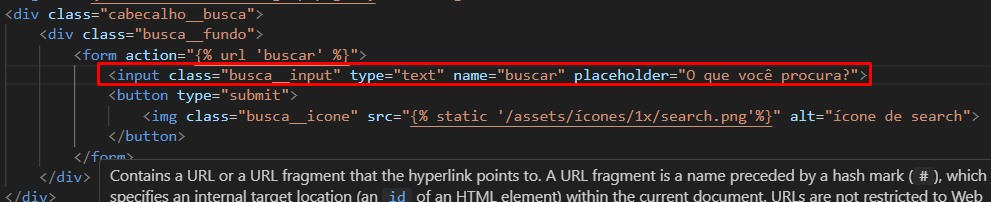 <div class="cabecalho__busca">
<div class="busca__fundo">
<form action="{% url 'buscar' %}">
<input class="busca__input" type="text" name="buscar" placeholder="O que você procura?">
<button type="submit">
<img class="busca__icone" src="{% static '/assets/ícones/1x/search.png'%}" alt="ícone de search">
</button>
</form>
</div>
Contains a URL or a URL fragment that the hyperlink points to. A URL fragment is a name preceded by a hash mark (#), which
</div>
specifies an internal target location (an id of an HTML element) within the current document. URLs are not restricted to Web